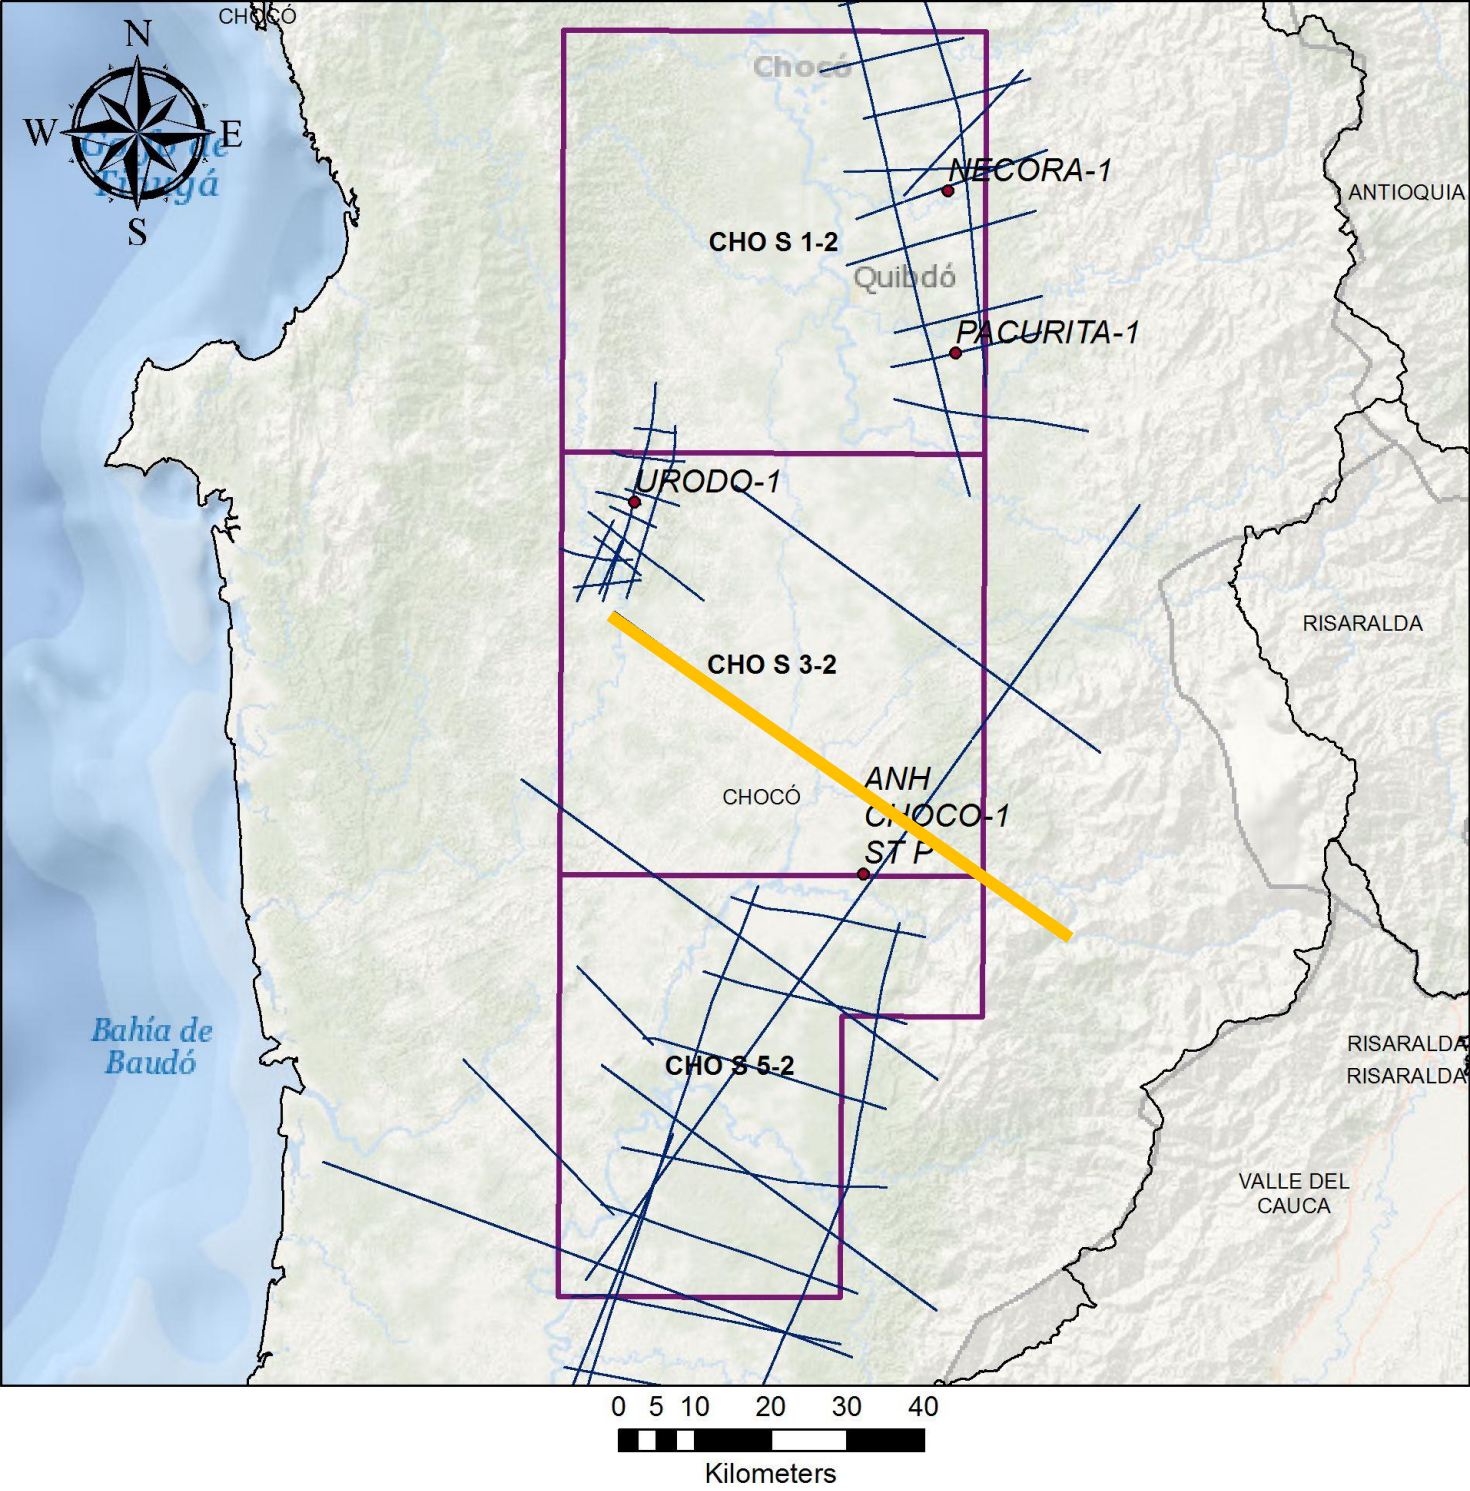 CHOCÓ
N
W
E
S
Golfo de
Tribugá
Chocó
NECORA-1
ANTIOQUIA
CHO S 1-2
Quibdó
PACURITA-1
URODO-1
RISARALDA
CHO S 3-2
ANH
CHOCO-1
ST P
CHOCÓ
Bahía de
Baudó
RISARALDA
RISARALDA
CHO S 5-2
VALLE DEL
CAUCA
0 5 10 20 30 40
Kilometers